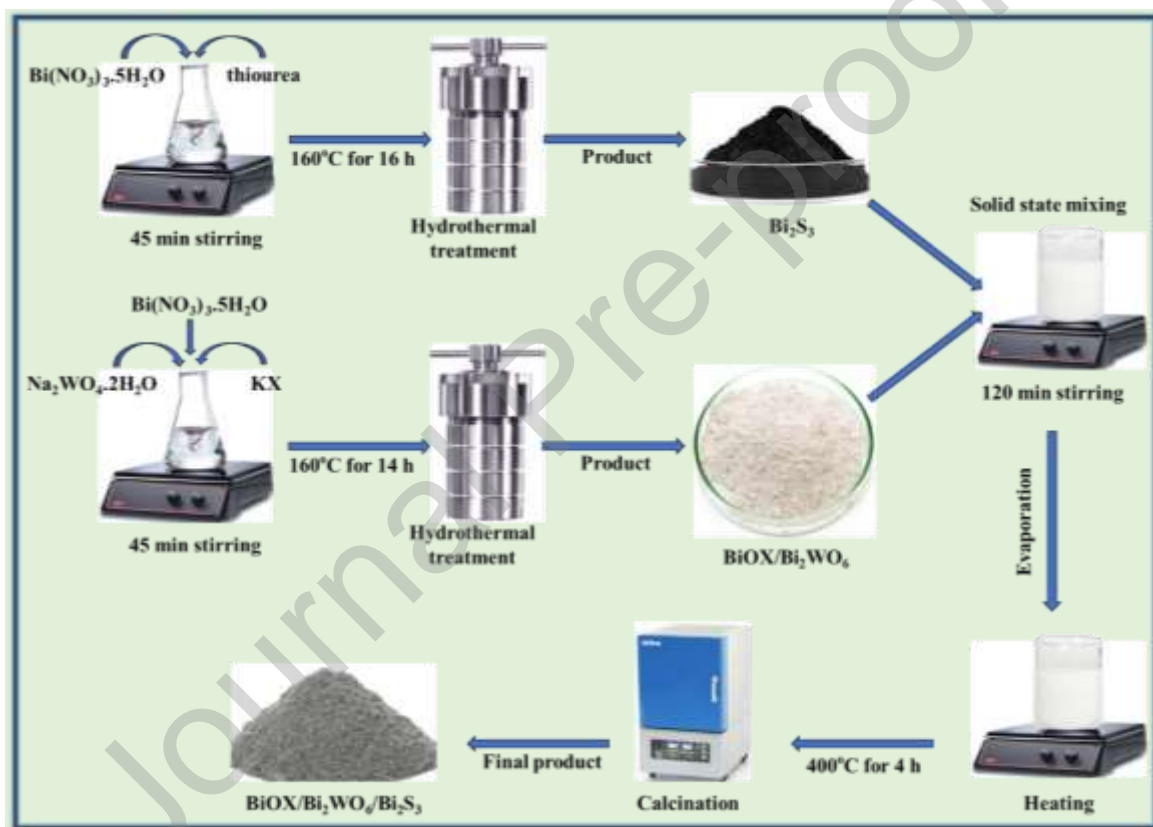 Bi(NO₃)₃.5H₂O
thiourea
160°C for 16 h
Product
45 min stirring
Hydrothermal
treatment
Bi₂S₃
Solid state mixing
Bi(NO₃)₃.5H₂O
Na₂WO₄.2H₂O
KX
160°C for 14 h
Product
120 min stirring
45 min stirring
Hydrothermal
treatment
BiOX/Bi₂WO₆
Evaporation
Final product
400°C for 4 h
BiOX/Bi₂WO₆/Bi₂S₃
Calcination
Heating
Journal Pre-proof